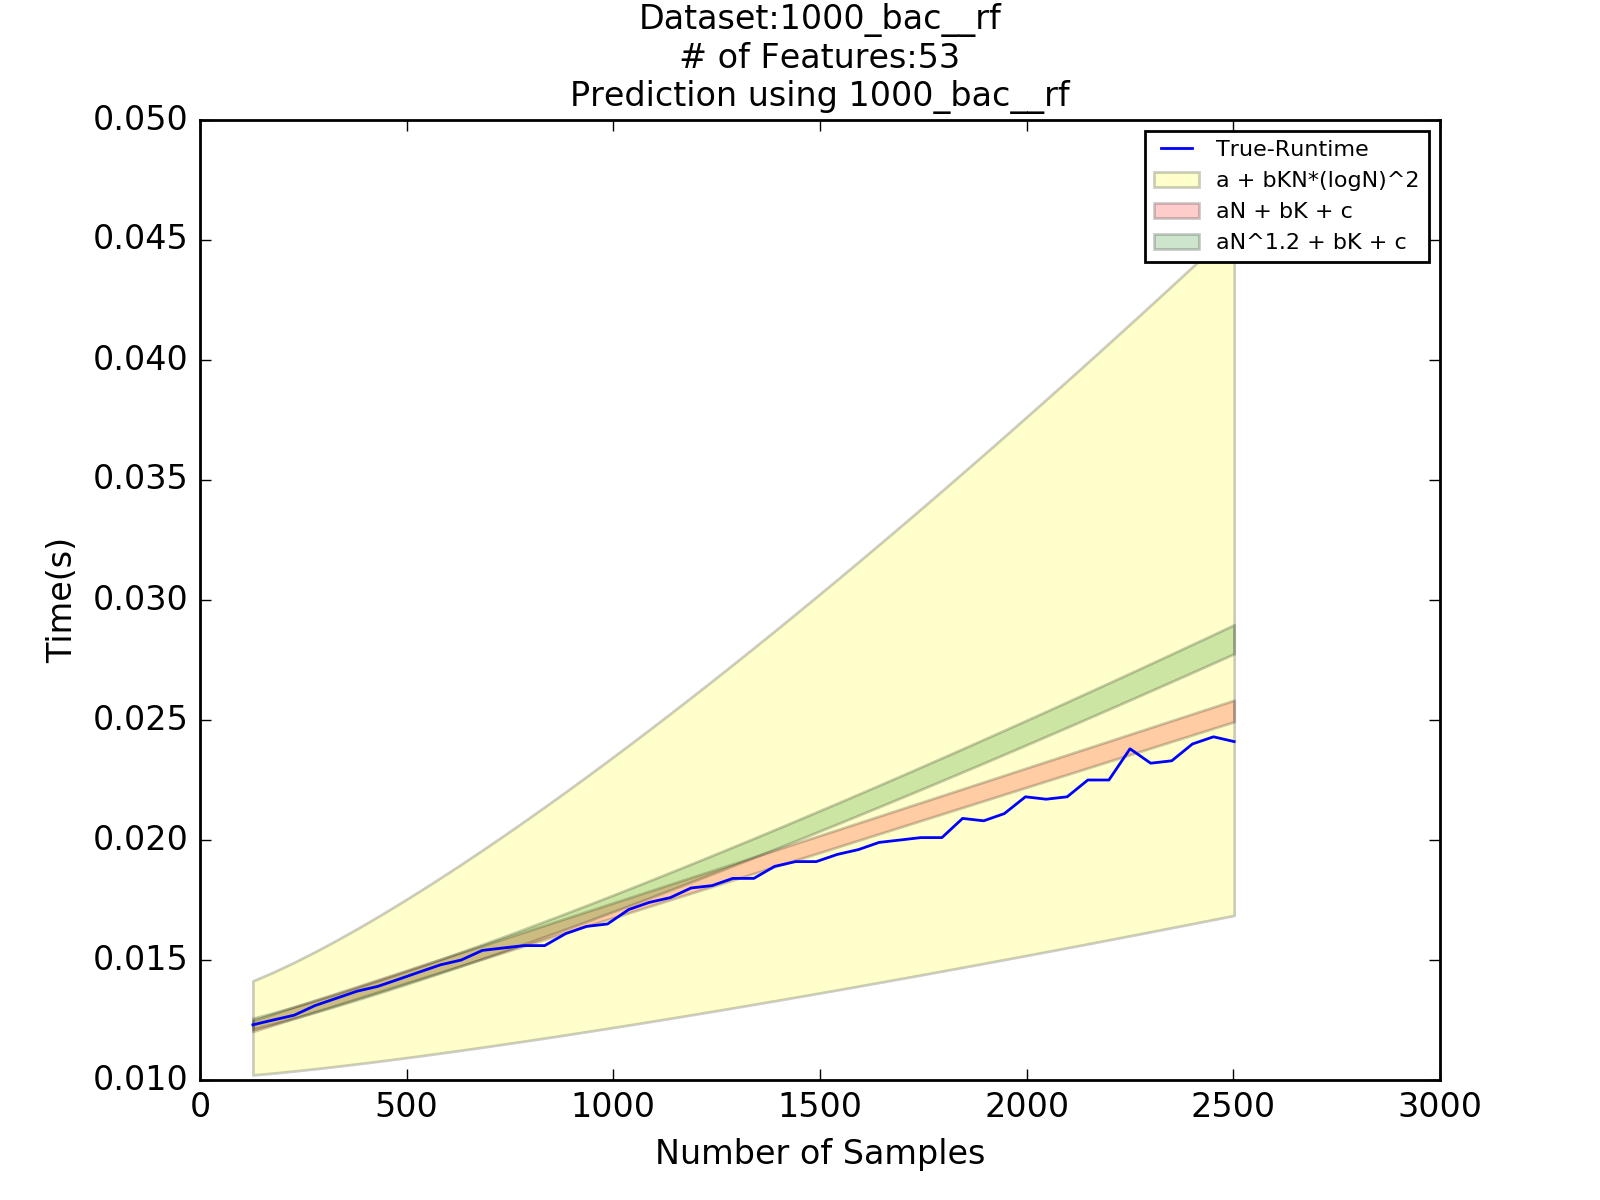 Dataset:1000_bac__rf
# of Features:53
Prediction using 1000_bac__rf
0.050
0.045
0.040
0.035
0.030
0.025
0.020
0.015
0.010
Time(s)
True-Runtime
a + bKN*(logN)^2
aN + bK + c
aN^1.2 + bK + c
0 500 1000 1500 2000 2500 3000
Number of Samples